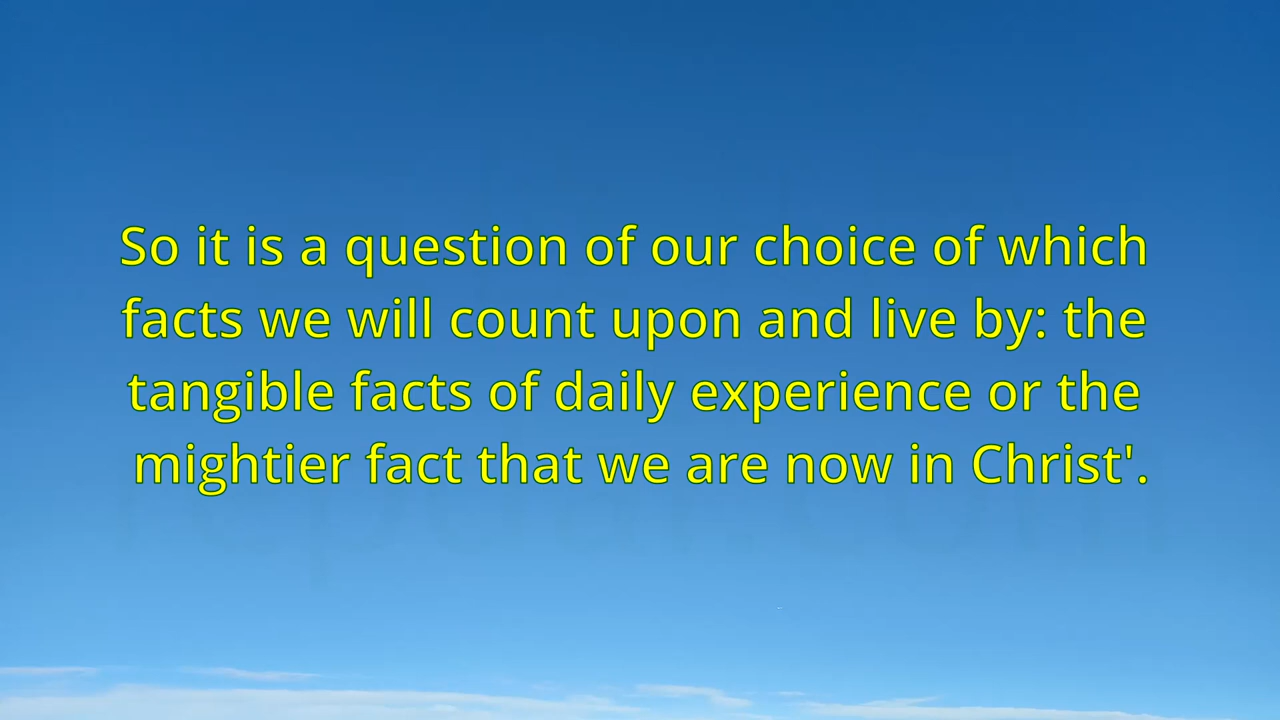 So it is a question of our choice of which
facts we will count upon and live by: the
tangible facts of daily experience or the
mightier fact that we are now in Christ'.